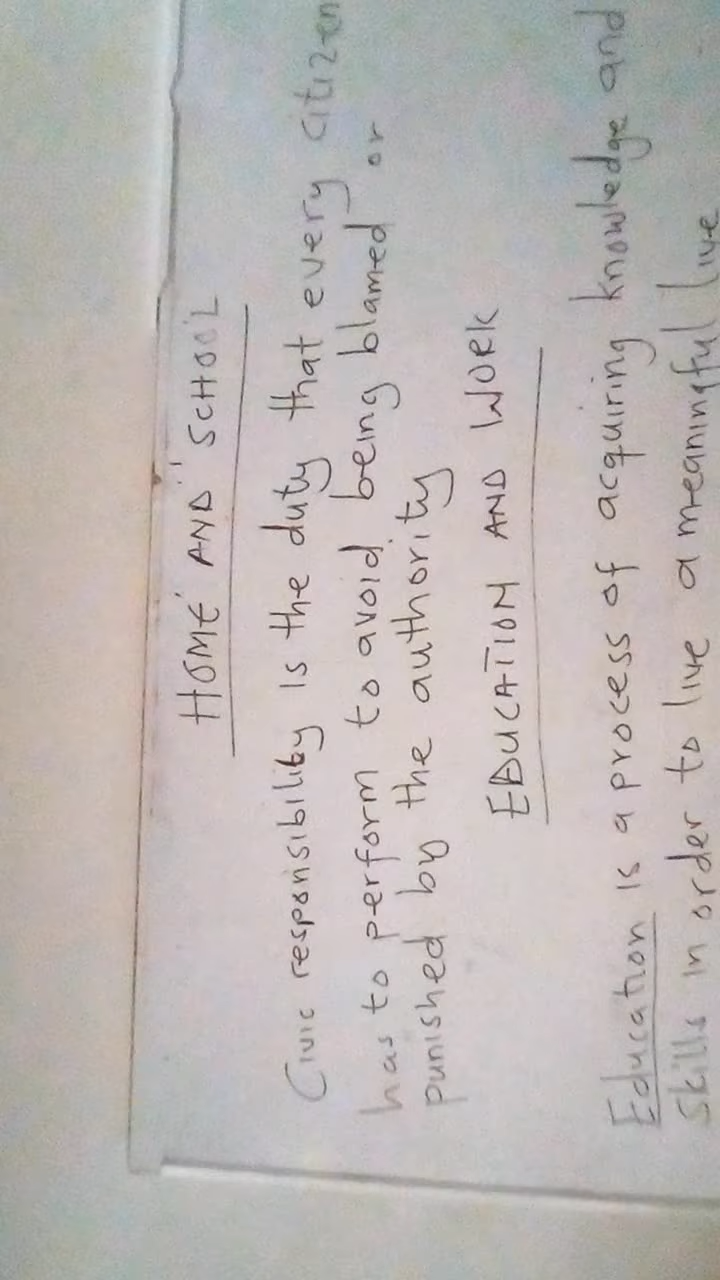 HOME AND SCHOOL
Civic responsibility is the duty that every citizen
has to perform to avoid being blamed or
punished by the authority
EDUCATION AND WORK
Education is a process of acquiring knowledge and
skills in order to live a meaningful live